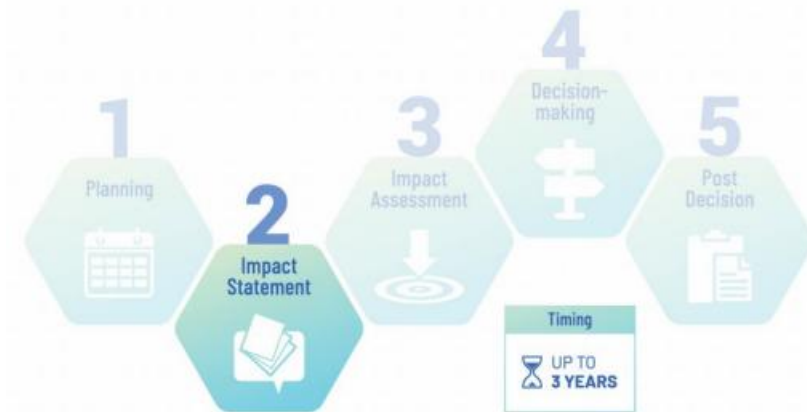 1
Planning
2
Impact
Statement
3
Impact
Assessment
4
Decision-
making
5
Post
Decision
Timing
UP TO
3 YEARS